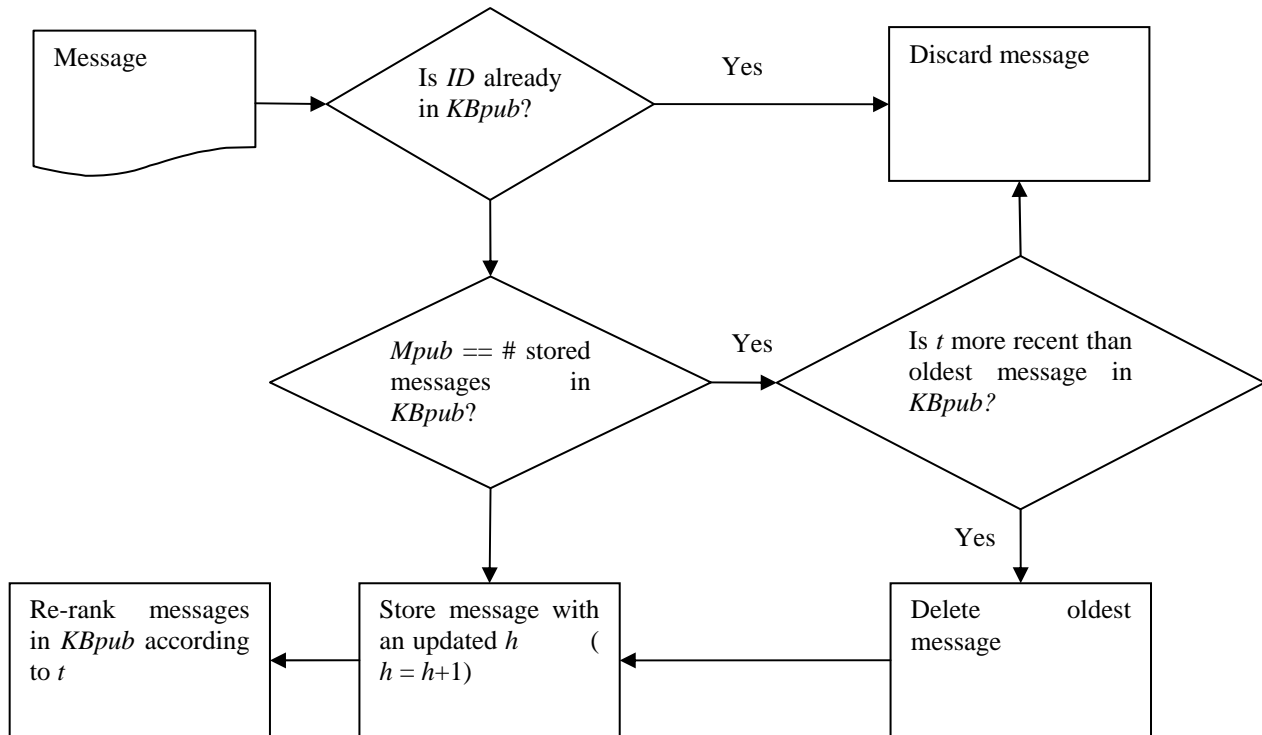 Message
Is ID already
in KBpub?
Yes
Discard message
Mpub == # stored
messages in
KBpub?
Yes
Is t more recent than
oldest message in
KBpub?
Yes
Re-rank messages
in KBpub according
to t
Store message with
an updated h (
h = h+1)
Delete oldest
message